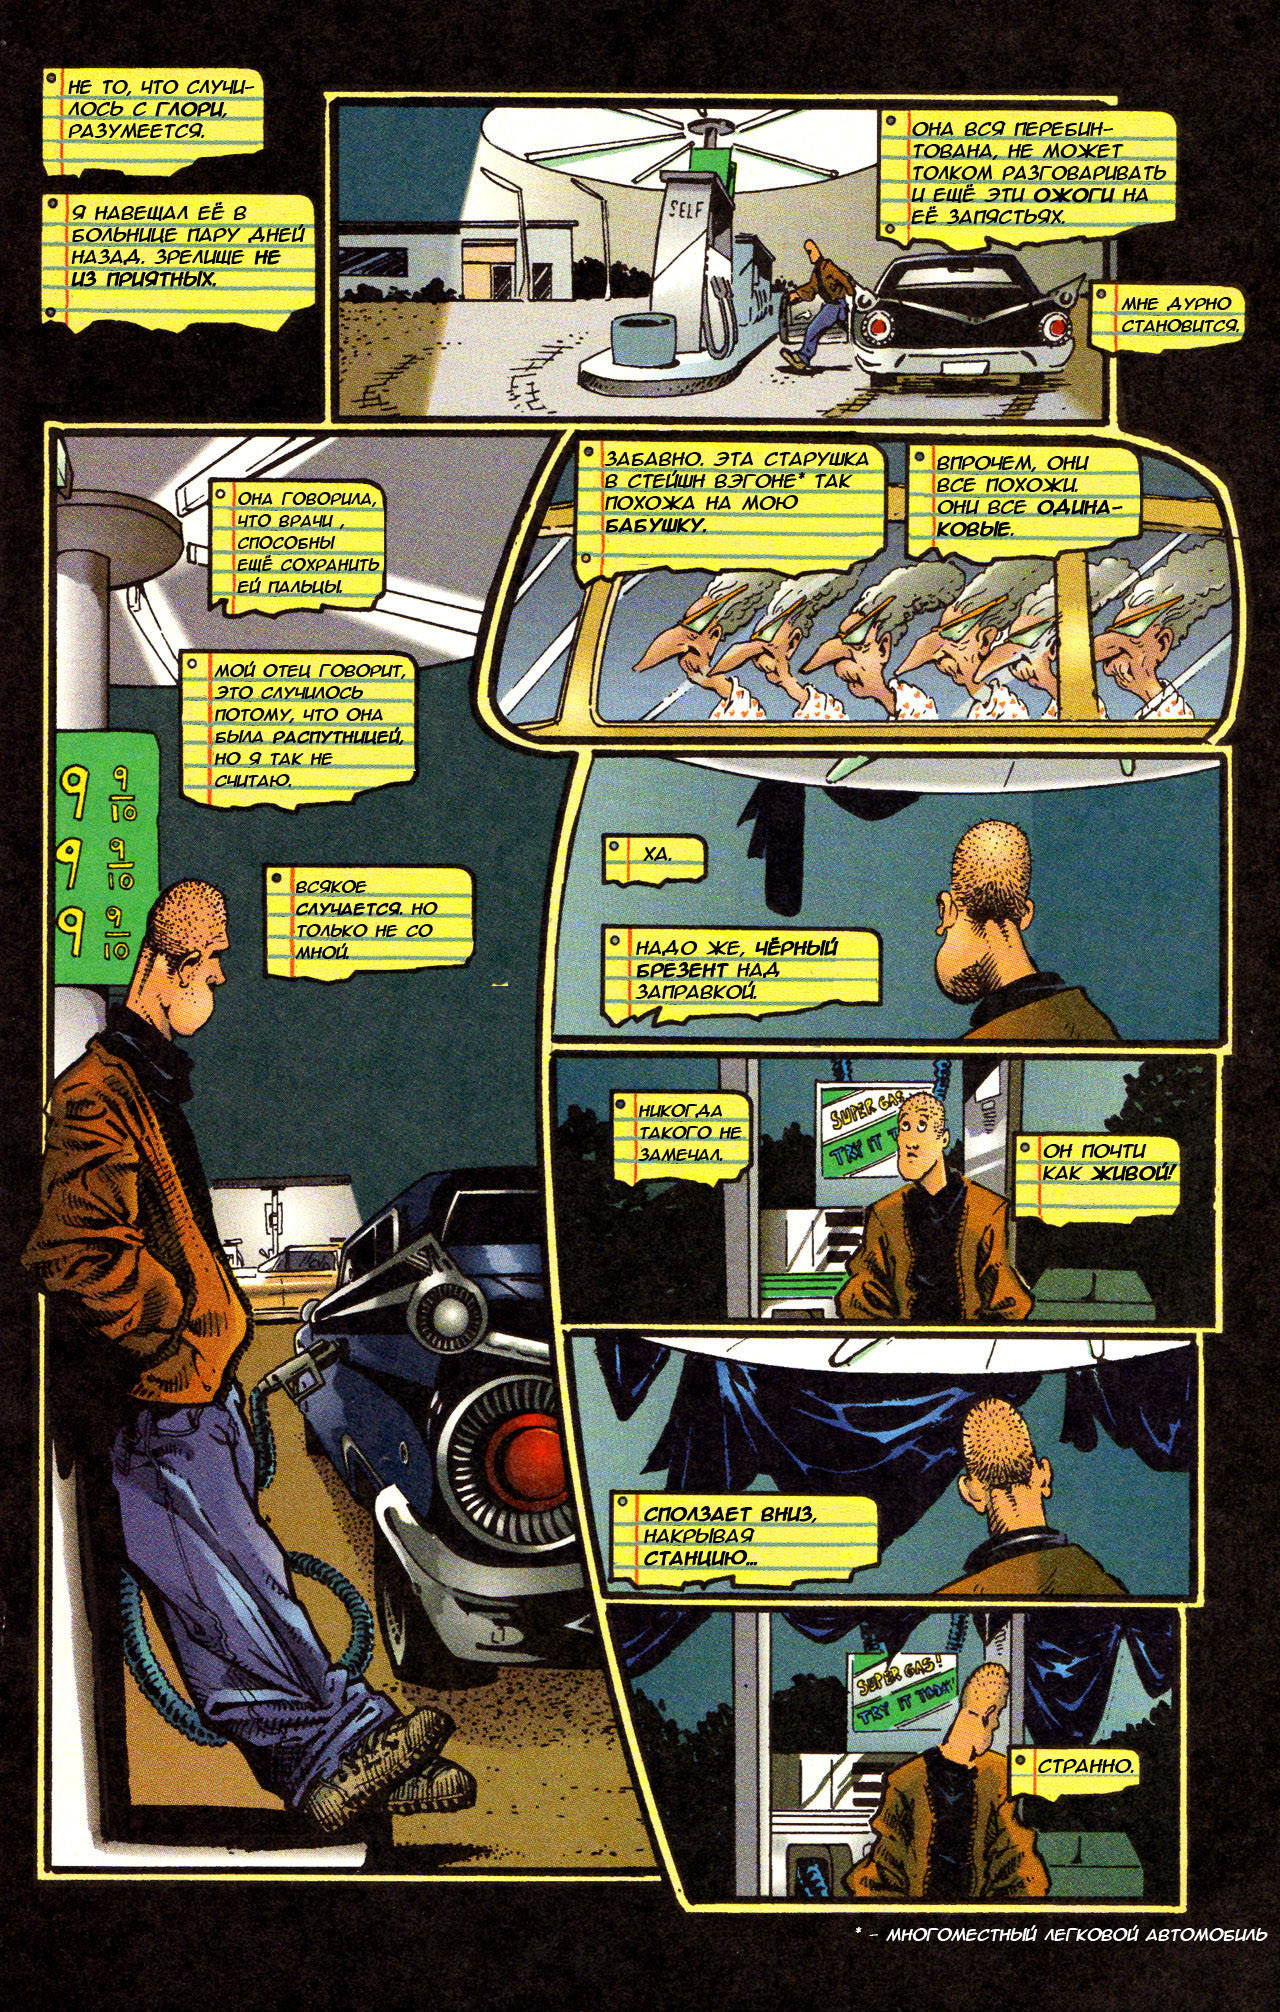 НЕ ТО, ЧТО СЛУЧИ-
ЛОСЬ С ГЛОРИ,
РАЗУМЕЕТСЯ.
Я НАВЕЩАЛ ЕЁ В
БОЛЬНИЦЕ ПАРУ ДНЕЙ
НАЗАД. ЗРЕЛИЩЕ НЕ
ИЗ ПРИЯТНЫХ.
SELF
ОНА ВСЯ ПЕРЕБИН-
ТОВАНА, НЕ МОЖЕТ
ТОЛКОМ РАЗГОВАРИВАТЬ
И ЕЩЁ ЭТИ ОЖОГИ НА
ЕЁ ЗАПЯСТЬЯХ.
МНЕ ДУРНО
СТАНОВИТСЯ.
ОНА ГОВОРИЛА,
ЧТО ВРАЧИ ,
СПОСОБНЫ
ЕЩЁ СОХРАНИТЬ
ЕЙ ПАЛЬЦЫ.
МОЙ ОТЕЦ ГОВОРИТ,
ЭТО СЛУЧИЛОСЬ
ПОТОМУ, ЧТО ОНА
БЫЛА РАСПУТНИЦЕЙ,
НО Я ТАК НЕ
СЧИТАЮ.
9 9/10
9 9/10
9 9/10
ВСЯКОЕ
СЛУЧАЕТСЯ. НО
ТОЛЬКО НЕ СО
МНОЙ.
ЗАБАВНО. ЭТА СТАРУШКА
В СТЕЙШН ВЭГОНЕ* ТАК
ПОХОЖА НА МОЮ
БАБУШКУ.
ВПРОЧЕМ, ОНИ
ВСЕ ПОХОЖИ.
ОНИ ВСЕ ОДИНА-
КОВЫЕ.
ХА.
НАДО ЖЕ, ЧЁРНЫЙ
БРЕЗЕНТ НАД
ЗАПРАВКОЙ.
НИКОГДА
ТАКОГО НЕ
ЗАМЕЧАЛ.
SUPER GAS
TRY IT T
ОН ПОЧТИ
КАК ЖИВОЙ!
СПОЛЗАЕТ ВНИЗ,
НАКРЫВАЯ
СТАНЦИЮ...
SUPER GAS!
TRY IT TODAY!
СТРАННО.
* - МНОГОМЕСТНЫЙ ЛЕГКОВОЙ АВТОМОБИЛЬ